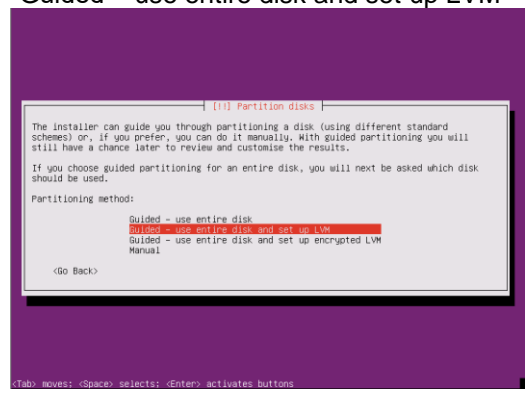 Guided – use entire disk and set up LVM
[!!] Partition disks
The installer can guide you through partitioning a disk (using different standard
schemes) or, if you prefer, you can do it manually. With guided partitioning you will
still have a chance later to review and customise the results.
If you choose guided partitioning for an entire disk, you will next be asked which disk
should be used.
Partitioning method:
Guided – use entire disk
Guided – use entire disk and set up LVM
Guided – use entire disk and set up encrypted LVM
Manual
<Go Back>
<Tab> moves; <Space> selects; <Enter> activates buttons